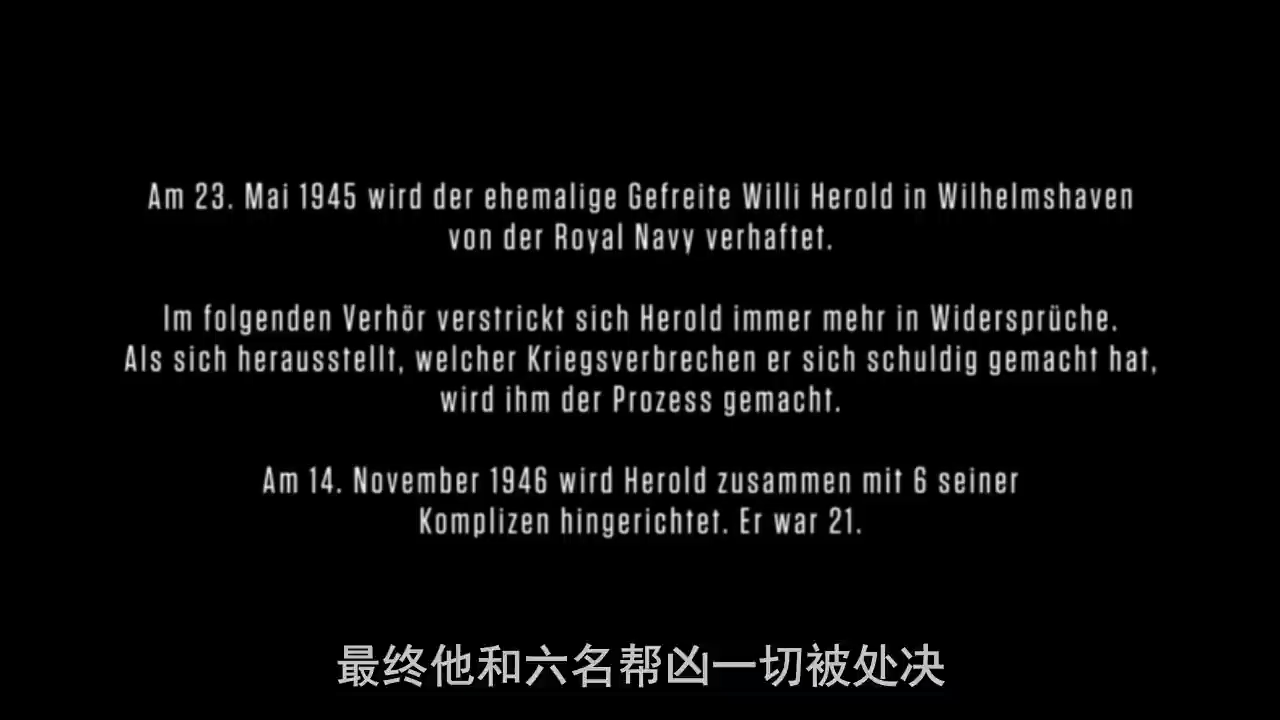 Am 23. Mai 1945 wird der ehemalige Gefreite Willi Herold in Wilhelmshaven
von der Royal Navy verhaftet.
Im folgenden Verhör verstrickt sich Herold immer mehr in Widersprüche.
Als sich herausstellt, welcher Kriegsverbrechen er sich schuldig gemacht hat,
wird ihm der Prozess gemacht.
Am 14. November 1946 wird Herold zusammen mit 6 seiner
Komplizen hingerichtet. Er war 21.
最终他和六名帮凶一切被处决